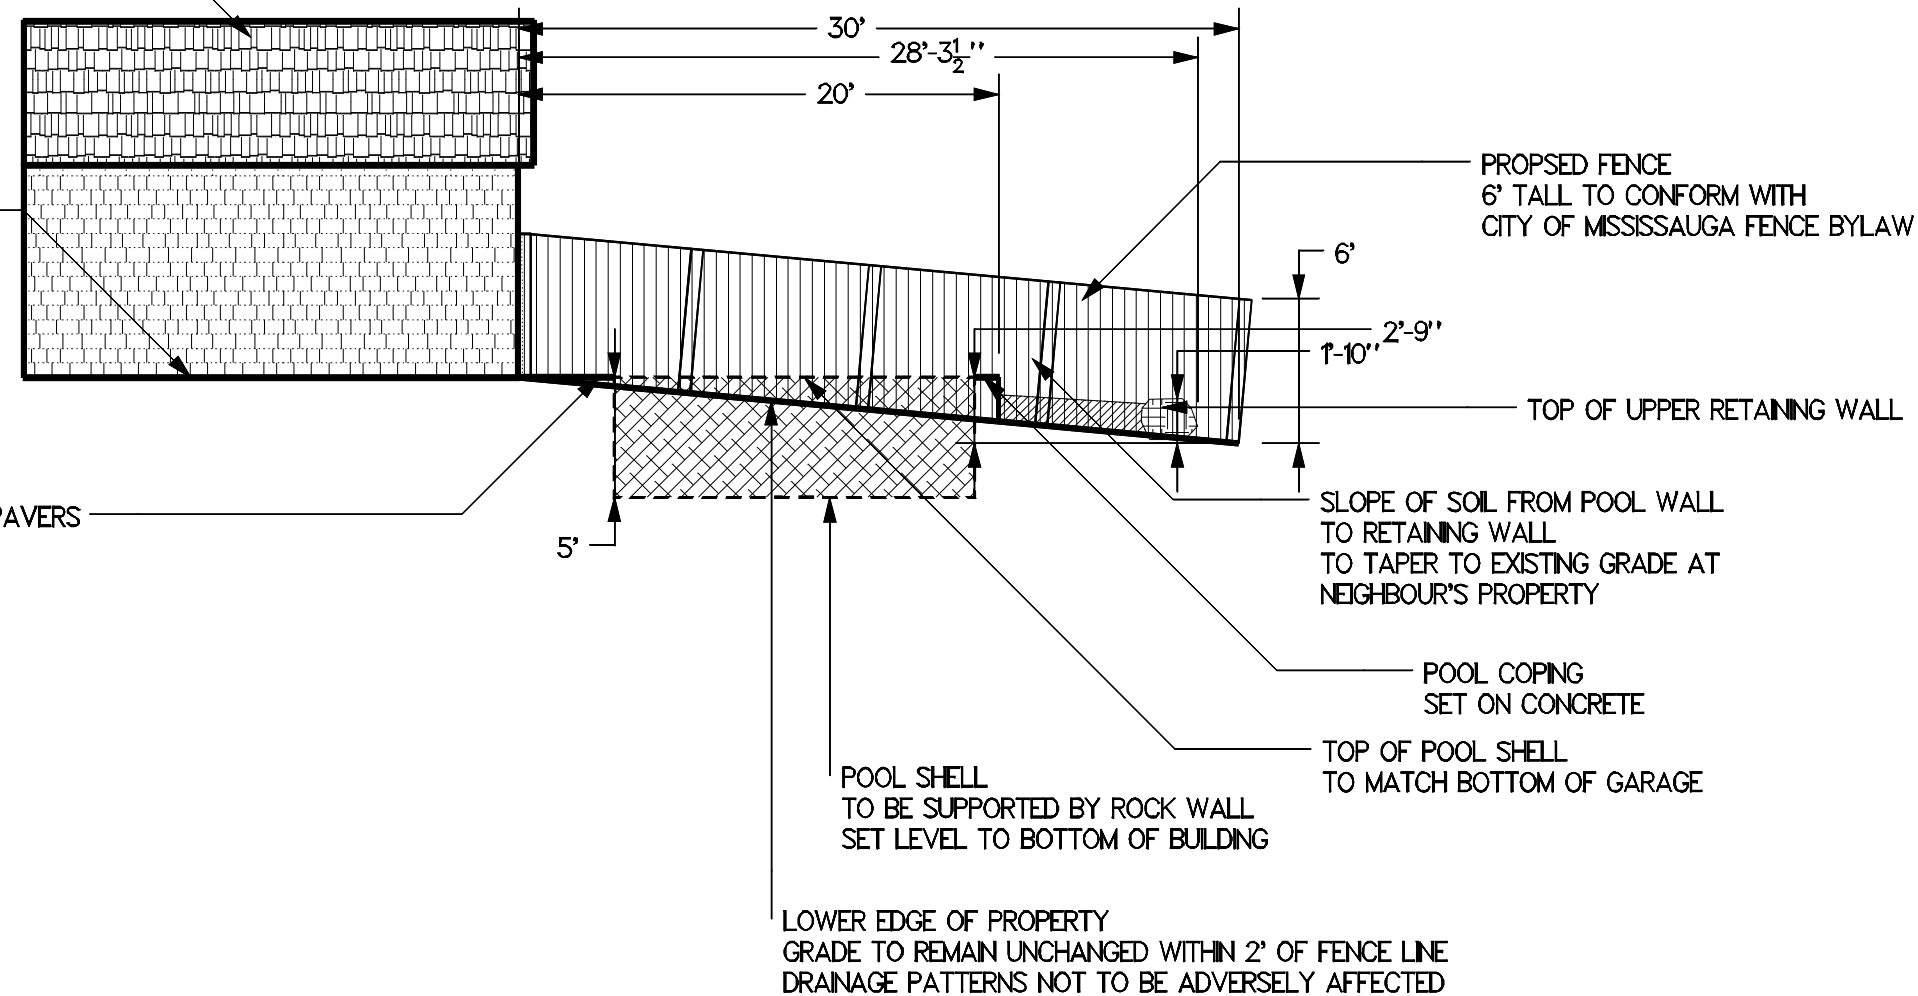 30'
28'-3 1/2''
20'
PROPSED FENCE
6' TALL TO CONFORM WITH
CITY OF MISSISSAUGA FENCE BYLAW
6'
2'-9''
1'-10''
TOP OF UPPER RETAINING WALL
SLOPE OF SOIL FROM POOL WALL
TO RETAINING WALL
TO TAPER TO EXISTING GRADE AT
NEIGHBOUR'S PROPERTY
PAVERS
5'
POOL COPING
SET ON CONCRETE
TOP OF POOL SHELL
TO MATCH BOTTOM OF GARAGE
POOL SHELL
TO BE SUPPORTED BY ROCK WALL
SET LEVEL TO BOTTOM OF BUILDING
LOWER EDGE OF PROPERTY
GRADE TO REMAIN UNCHANGED WITHIN 2' OF FENCE LINE
DRAINAGE PATTERNS NOT TO BE ADVERSELY AFFECTED